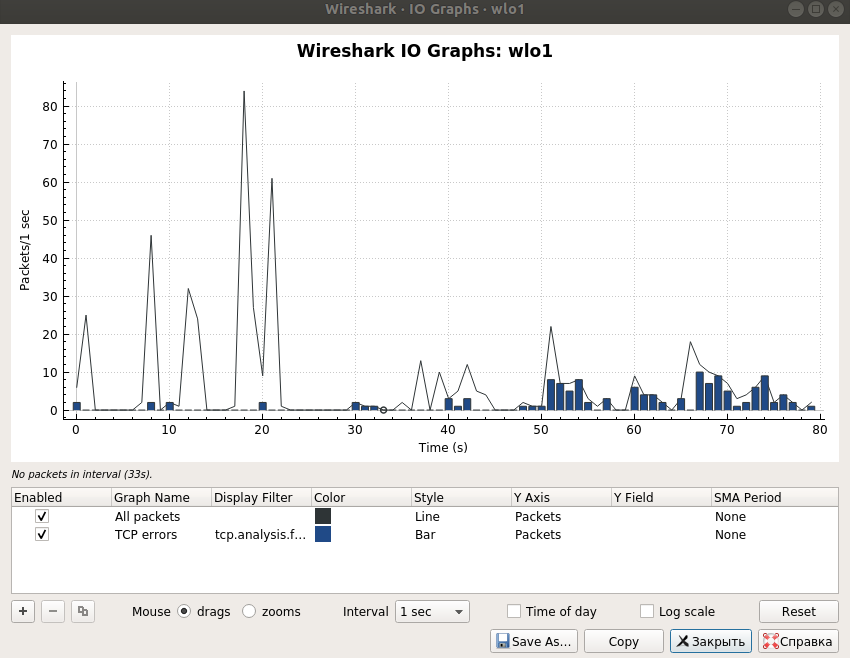 Wireshark · IO Graphs · wlo1
Wireshark IO Graphs: wlo1
Packets/1 sec
80
70
60
50
40
30
20
10
0
0 10 20 30 40 50 60 70 80
Time (s)
No packets in interval (33s).
Enabled Graph Name Display Filter Color Style Y Axis Y Field SMA Period
All packets Line Packets None
TCP errors tcp.analysis.f... Bar Packets None
+ − Mouse drags zooms Interval 1 sec Time of day Log scale Reset
Save As... Copy Закрыть Справка